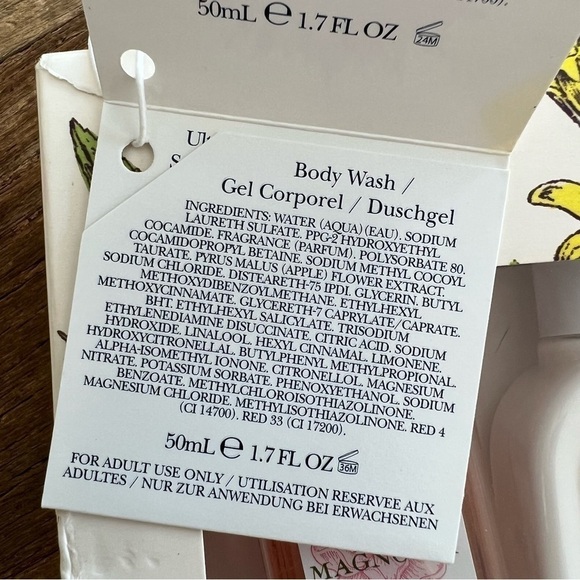 50mL ℮ 1.7 FL OZ 24M
Body Wash /
Gel Corporel / Duschgel
INGREDIENTS: WATER (AQUA) (EAU). SODIUM
LAURETH SULFATE. PPG-2 HYDROXYETHYL
COCAMIDE. FRAGRANCE (PARFUM). POLYSORBATE 80.
COCAMIDOPROPYL BETAINE. SODIUM METHYL COCOYL
TAURATE. PYRUS MALUS (APPLE) FLOWER EXTRACT.
SODIUM CHLORIDE. DISTEARETH-75 IPDI. GLYCERIN. BUTYL
METHOXYDIBENZOYLMETHANE. ETHYLHEXYL
METHOXYCINNAMATE. GLYCERETH-7 CAPRYLATE/CAPRATE.
BHT. ETHYLHEXYL SALICYLATE. TRISODIUM
ETHYLENEDIAMINE DISUCCINATE. CITRIC ACID. SODIUM
HYDROXIDE. LINALOOL. HEXYL CINNAMAL. LIMONENE.
HYDROXYCITRONELLAL. BUTYLPHENYL METHYLPROPIONAL.
ALPHA-ISOMETHYL IONONE. CITRONELLOL. MAGNESIUM
NITRATE. POTASSIUM SORBATE. PHENOXYETHANOL. SODIUM
BENZOATE. METHYLCHLOROISOTHIAZOLINONE.
MAGNESIUM CHLORIDE. METHYLISOTHIAZOLINONE. RED 4
(CI 14700). RED 33 (CI 17200).
50mL ℮ 1.7 FL OZ 36M
FOR ADULT USE ONLY / UTILISATION RESERVEE AUX
ADULTES / NUR ZUR ANWENDUNG BEI ERWACHSENEN